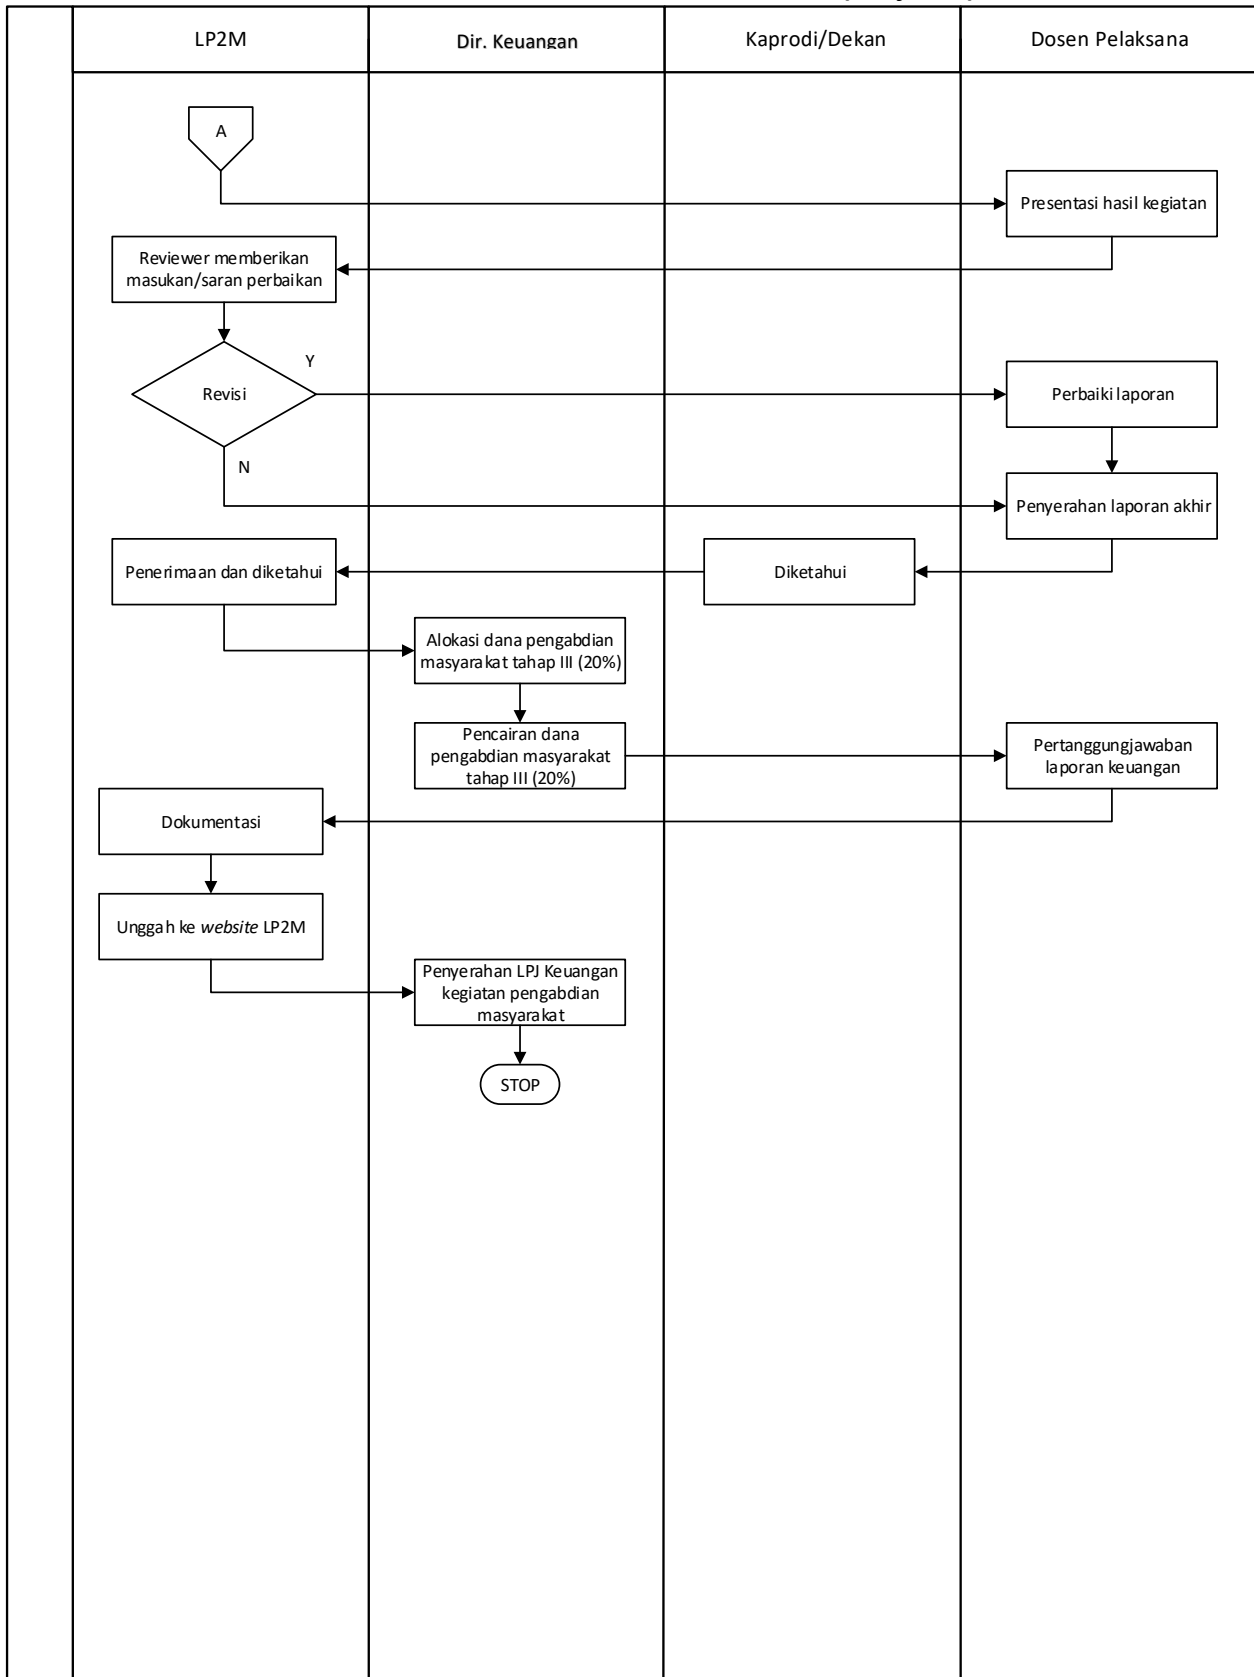 LP2M
Dir. Keuangan
Kaprodi/Dekan
Dosen Pelaksana
A
Presentasi hasil kegiatan
Reviewer memberikan
masukan/saran perbaikan
Revisi
Y
Perbaiki laporan
N
Penyerahan laporan akhir
Penerimaan dan diketahui
Diketahui
Alokasi dana pengabdian
masyarakat tahap III (20%)
Pencairan dana
pengabdian masyarakat
tahap III (20%)
Pertanggungjawaban
laporan keuangan
Dokumentasi
Unggah ke website LP2M
Penyerahan LPJ Keuangan
kegiatan pengabdian
masyarakat
STOP